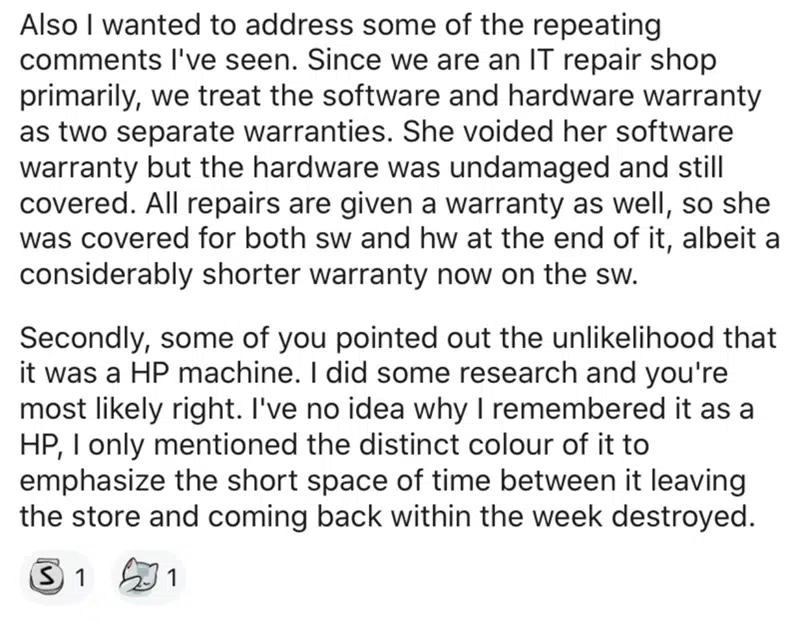 Also I wanted to address some of the repeating
comments I've seen. Since we are an IT repair shop
primarily, we treat the software and hardware warranty
as two separate warranties. She voided her software
warranty but the hardware was undamaged and still
covered. All repairs are given a warranty as well, so she
was covered for both sw and hw at the end of it, albeit a
considerably shorter warranty now on the sw.
Secondly, some of you pointed out the unlikelihood that
it was a HP machine. I did some research and you're
most likely right. I've no idea why I remembered it as a
HP, I only mentioned the distinct colour of it to
emphasize the short space of time between it leaving
the store and coming back within the week destroyed.
S 1 1